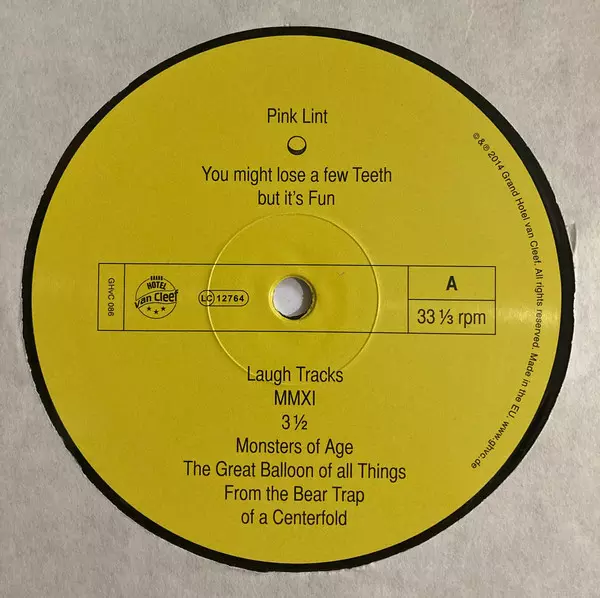 Pink Lint
You might lose a few Teeth
but it's Fun
GHvC 086
HOTEL
van Cleef
LC 12764
A
33 ⅓ rpm
Laugh Tracks
MMXI
3 ½
Monsters of Age
The Great Balloon of all Things
From the Bear Trap
of a Centerfold
©&℗ 2014 Grand Hotel van Cleef. All rights reserved. Made in the EU. www.ghvc.de